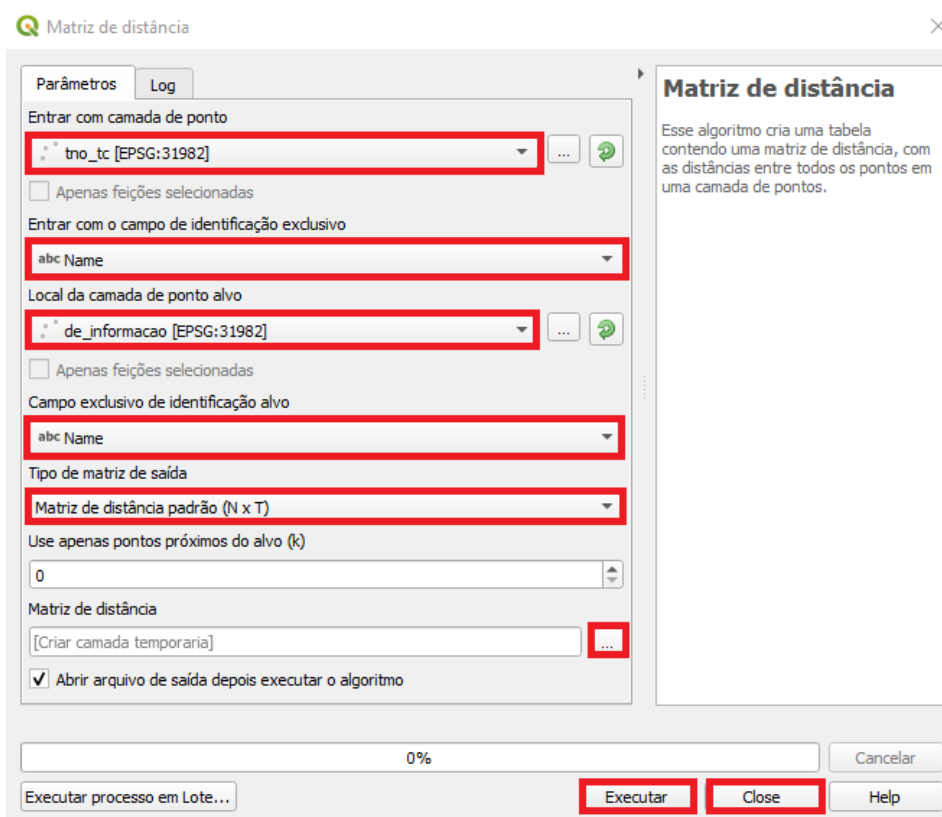 Matriz de distância
Parâmetros
Log
Entrar com camada de ponto
tno_tc [EPSG:31982]
...
Apenas feições selecionadas
Entrar com o campo de identificação exclusivo
abc Name
Local da camada de ponto alvo
de_informacao [EPSG:31982]
...
Apenas feições selecionadas
Campo exclusivo de identificação alvo
abc Name
Tipo de matriz de saída
Matriz de distância padrão (N x T)
Use apenas pontos próximos do alvo (k)
0
Matriz de distância
[Criar camada temporaria]
...
Abrir arquivo de saída depois executar o algoritmo
Matriz de distância
Esse algoritmo cria uma tabela
contendo uma matriz de distância, com
as distâncias entre todos os pontos em
uma camada de pontos.
0%
Cancelar
Executar processo em Lote...
Executar
Close
Help